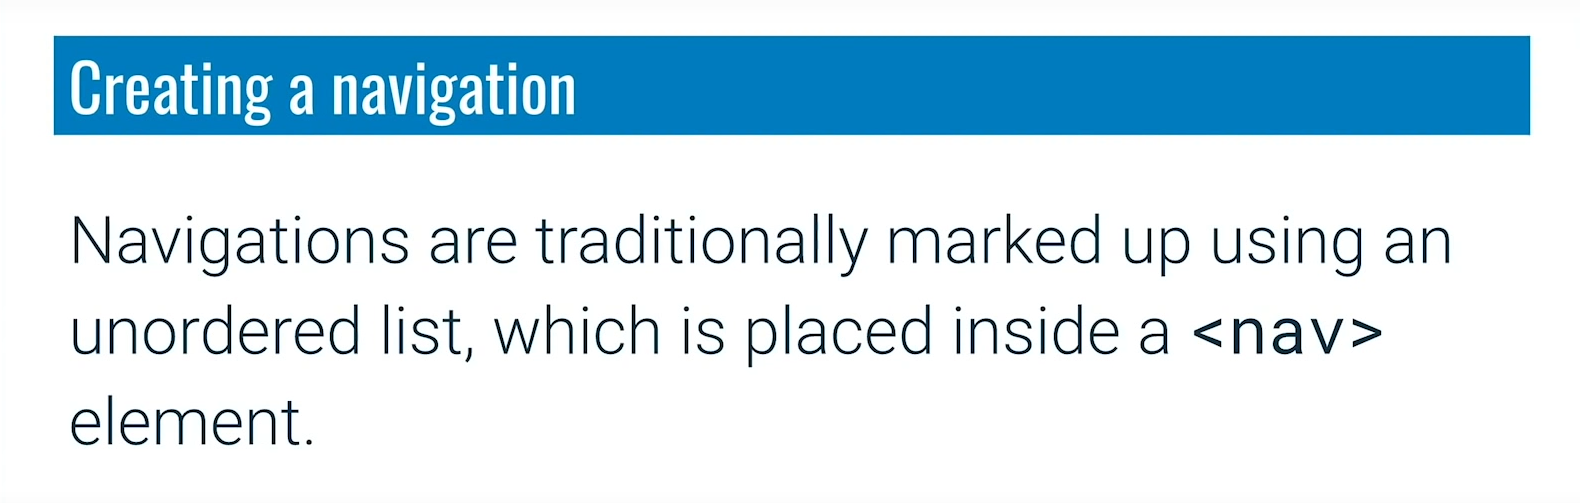 Creating a navigation
Navigations are traditionally marked up using an
unordered list, which is placed inside a <nav>
element.